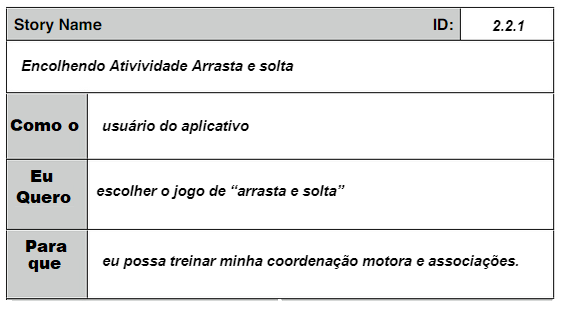 Story Name ID: 2.2.1
Encolhendo Ativividade Arrasta e solta
Como o usuário do aplicativo
Eu
Quero
escolher o jogo de “arrasta e solta”
Para
que
eu possa treinar minha coordenação motora e associações.